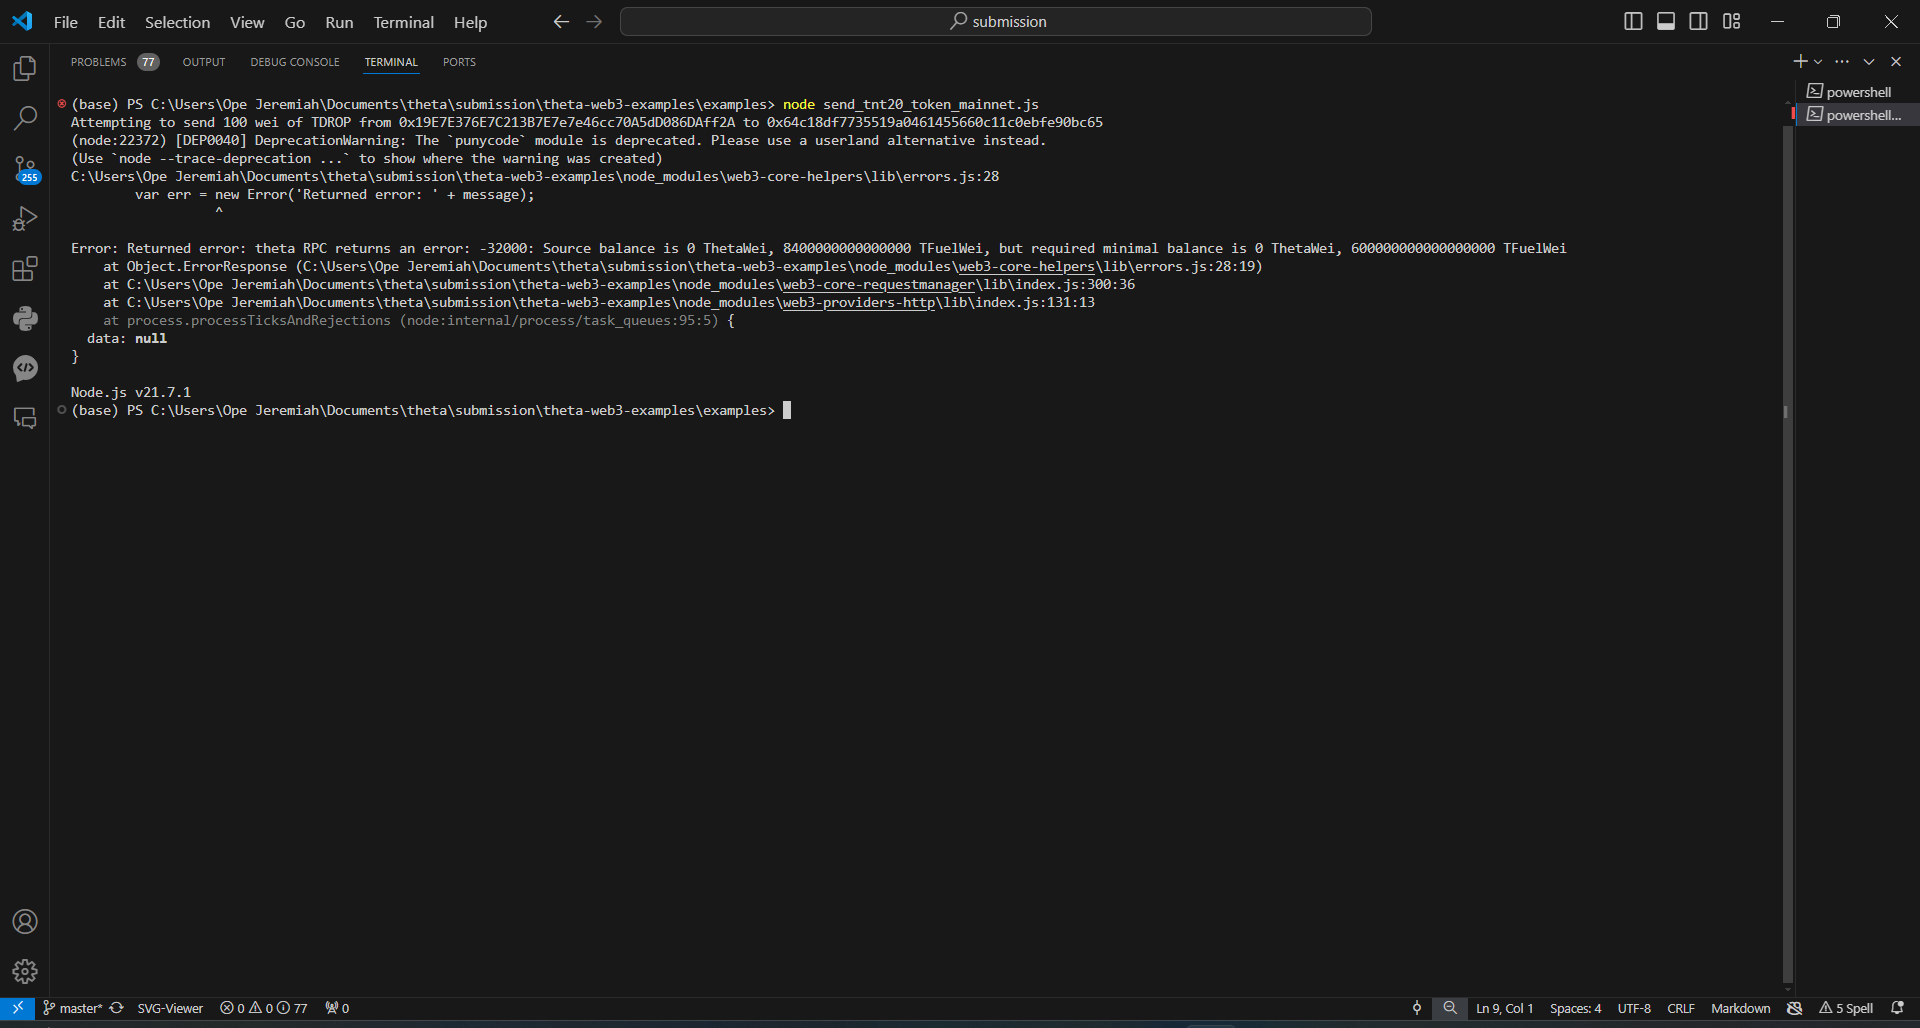 File Edit Selection View Go Run Terminal Help
submission
PROBLEMS 77 OUTPUT DEBUG CONSOLE TERMINAL PORTS
powershell
powershell...
(base) PS C:\Users\Ope Jeremiah\Documents\theta\submission\theta-web3-examples\examples> node send_tnt20_token_mainnet.js
Attempting to send 100 wei of TDROP from 0x19E7E376E7C213B7E7e7e46cc70A5dD086DAff2A to 0x64c18df7735519a0461455660c11c0ebfe90bc65
(node:22372) [DEP0040] DeprecationWarning: The `punycode` module is deprecated. Please use a userland alternative instead.
(Use `node --trace-deprecation ...` to show where the warning was created)
C:\Users\Ope Jeremiah\Documents\theta\submission\theta-web3-examples\node_modules\web3-core-helpers\lib\errors.js:28
        var err = new Error('Returned error: ' + message);
                  ^
Error: Returned error: theta RPC returns an error: -32000: Source balance is 0 ThetaWei, 8400000000000000 TFuelWei, but required minimal balance is 0 ThetaWei, 600000000000000000 TFuelWei
    at Object.ErrorResponse (C:\Users\Ope Jeremiah\Documents\theta\submission\theta-web3-examples\node_modules\web3-core-helpers\lib\errors.js:28:19)
    at C:\Users\Ope Jeremiah\Documents\theta\submission\theta-web3-examples\node_modules\web3-core-requestmanager\lib\index.js:300:36
    at C:\Users\Ope Jeremiah\Documents\theta\submission\theta-web3-examples\node_modules\web3-providers-http\lib\index.js:131:13
    at process.processTicksAndRejections (node:internal/process/task_queues:95:5) {
  data: null
}
Node.js v21.7.1
(base) PS C:\Users\Ope Jeremiah\Documents\theta\submission\theta-web3-examples\examples>
255
master* SVG-Viewer 0 0 77 0 Ln 9, Col 1 Spaces: 4 UTF-8 CRLF Markdown 5 Spell